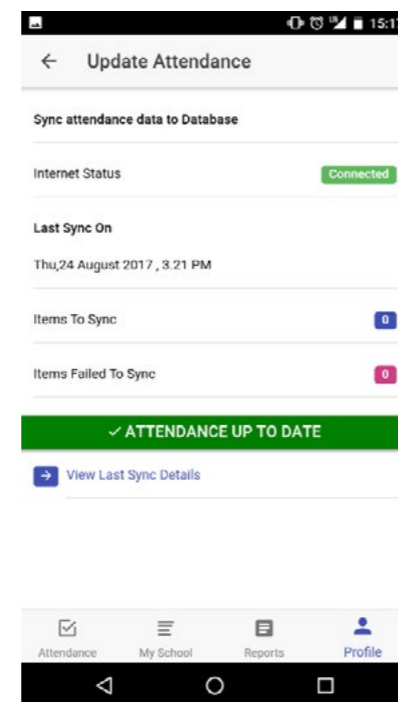 15:17
Update Attendance
Sync attendance data to Database
Internet Status Connected
Last Sync On
Thu,24 August 2017 , 3.21 PM
Items To Sync 0
Items Failed To Sync 0
✓ ATTENDANCE UP TO DATE
View Last Sync Details
Attendance My School Reports Profile